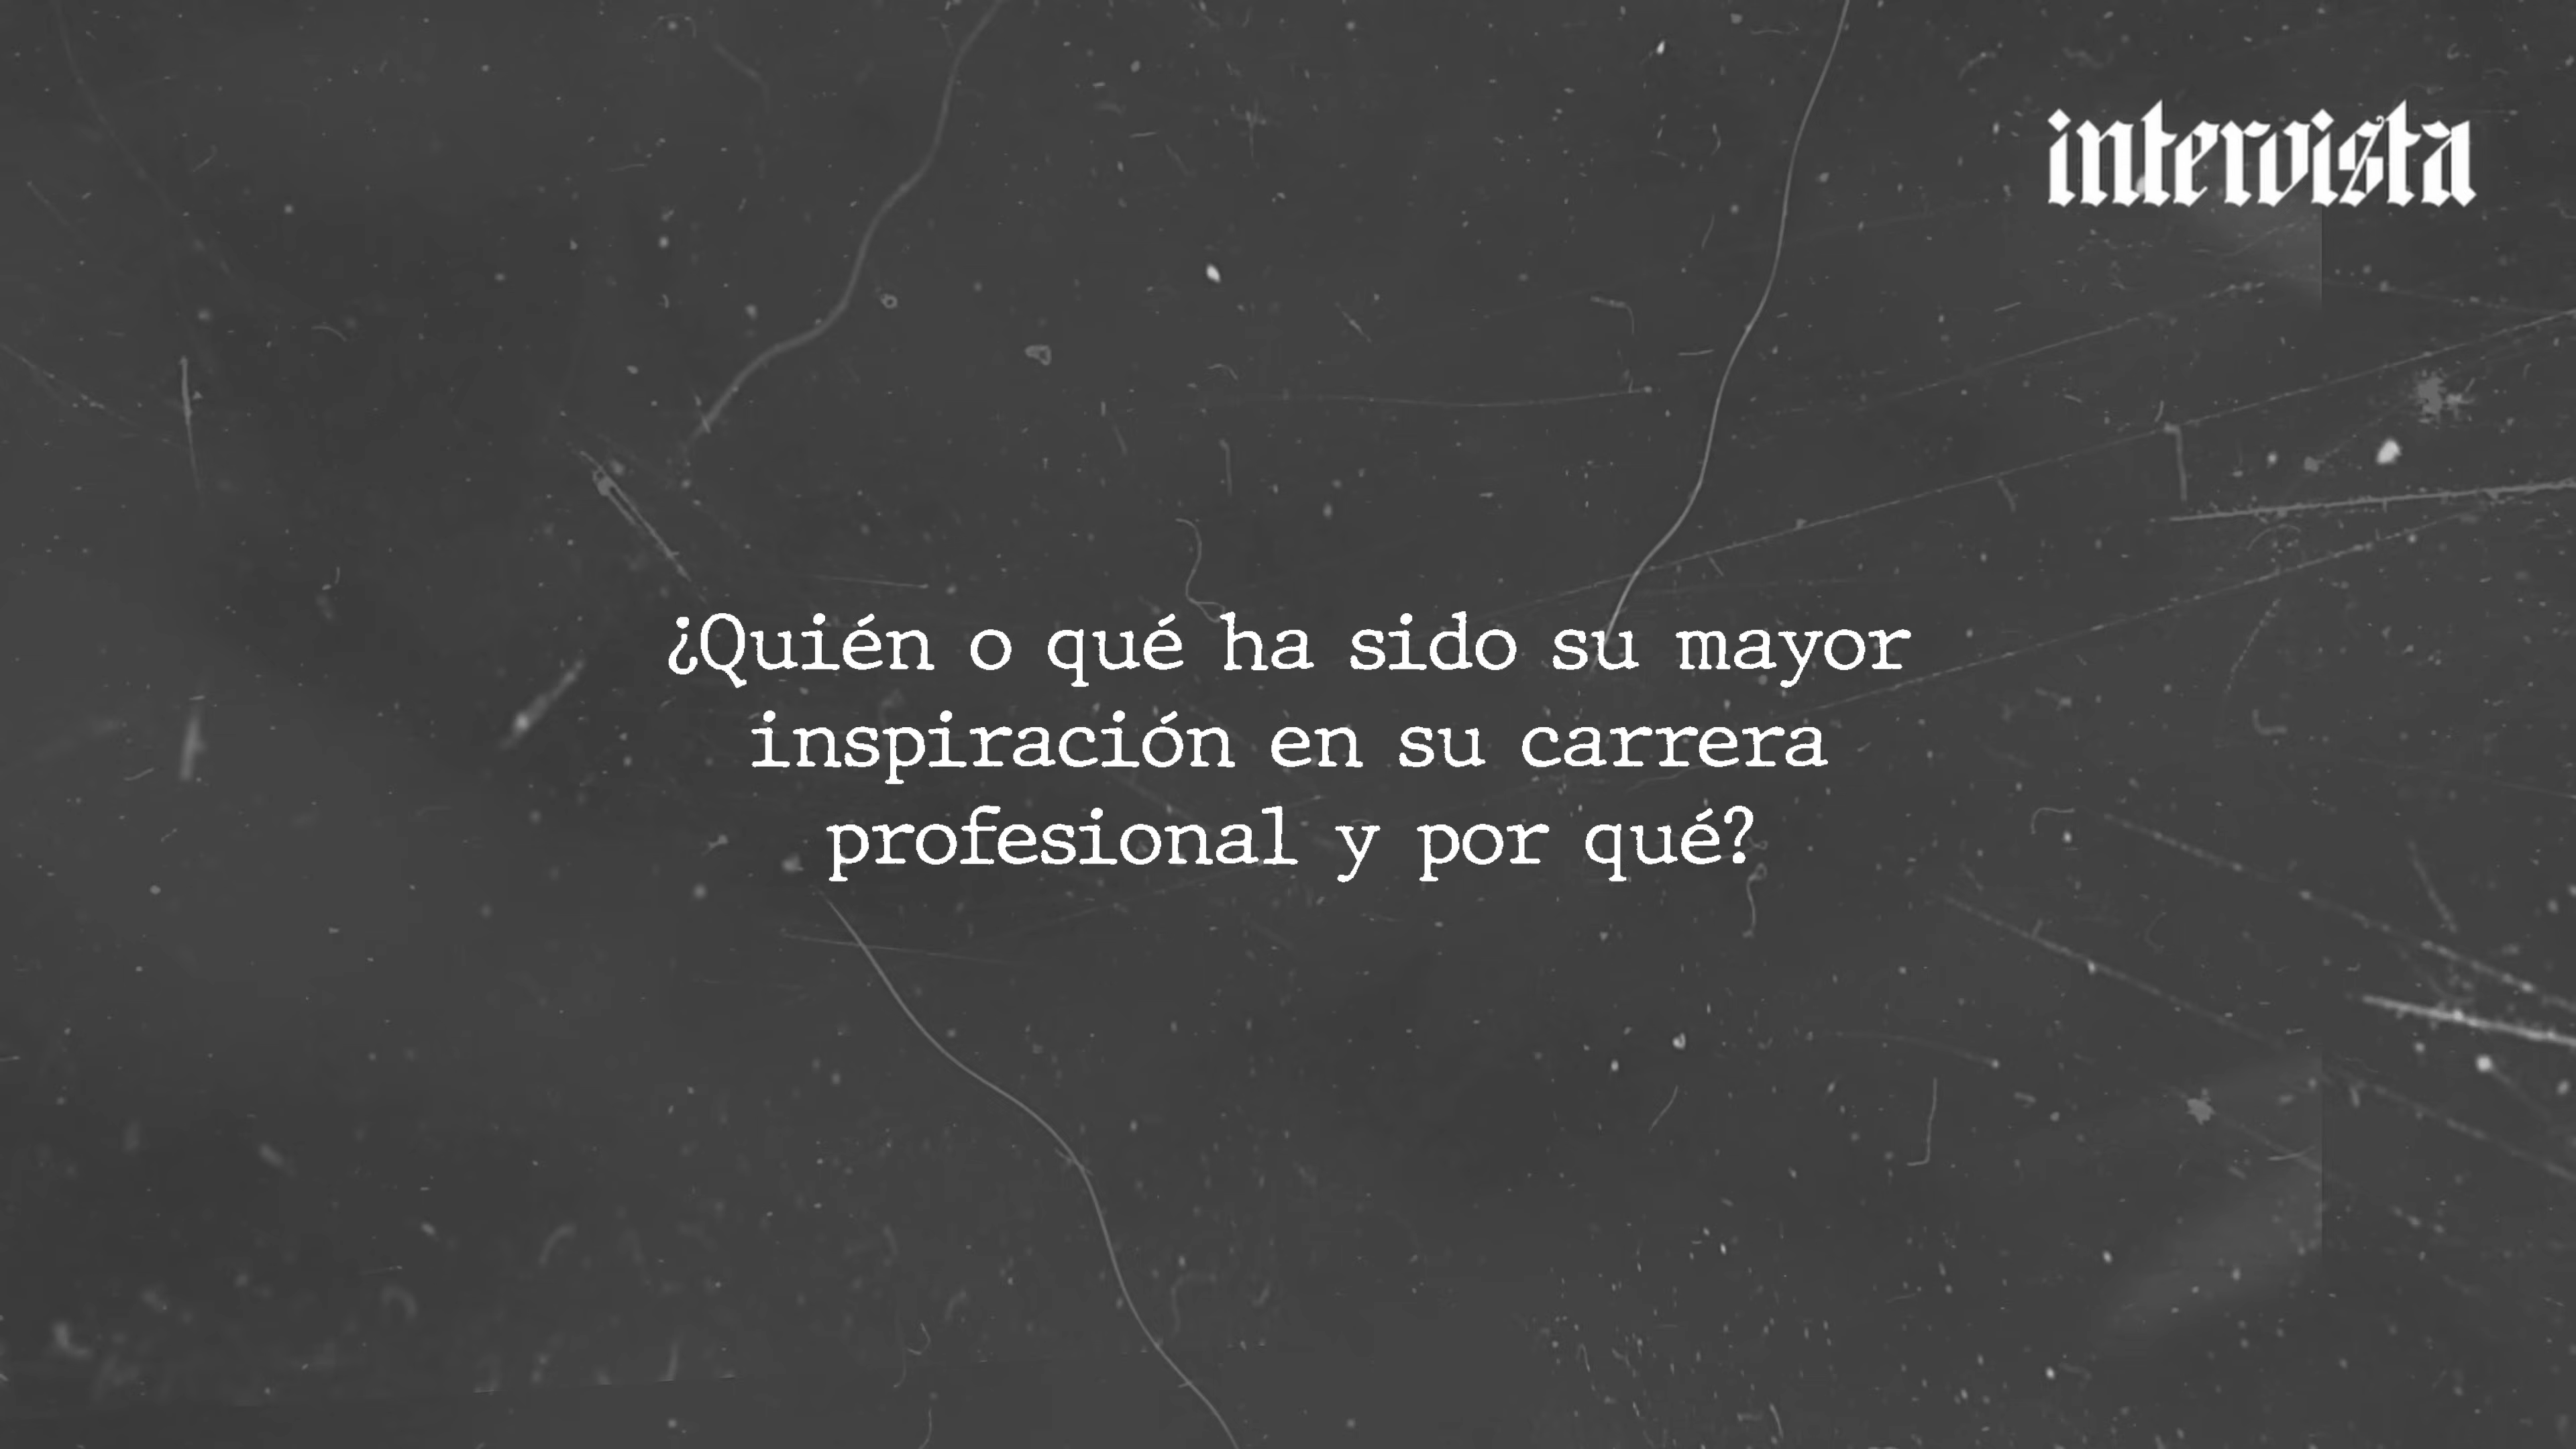 intervista
¿Quién o qué ha sido su mayor
inspiración en su carrera
profesional y por qué?